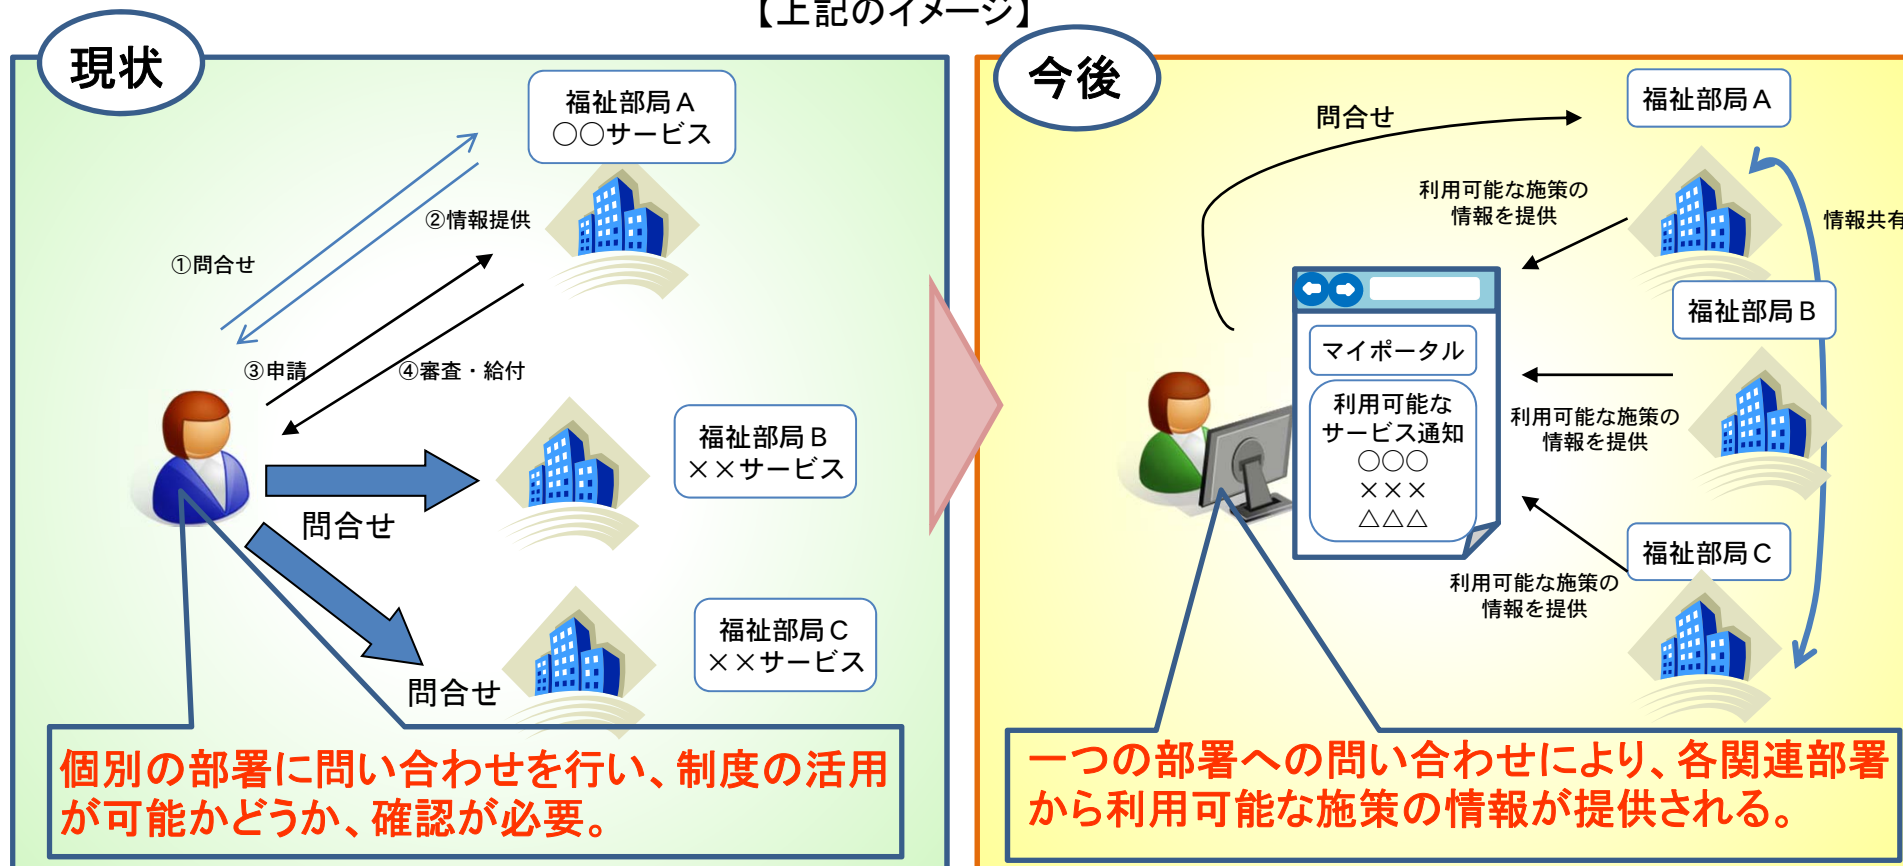 【上記のイメージ】
現状
福祉部局A
○○サービス
②情報提供
①問合せ
③申請
④審査・給付
福祉部局B
××サービス
問合せ
福祉部局C
××サービス
問合せ
個別の部署に問い合わせを行い、制度の活用
が可能かどうか、確認が必要。
今後
問合せ
福祉部局A
利用可能な施策の
情報を提供
情報共有
福祉部局B
マイポータル
利用可能な
サービス通知
○○○
×××
△△△
利用可能な施策の
情報を提供
福祉部局C
利用可能な施策の
情報を提供
一つの部署への問い合わせにより、各関連部署
から利用可能な施策の情報が提供される。